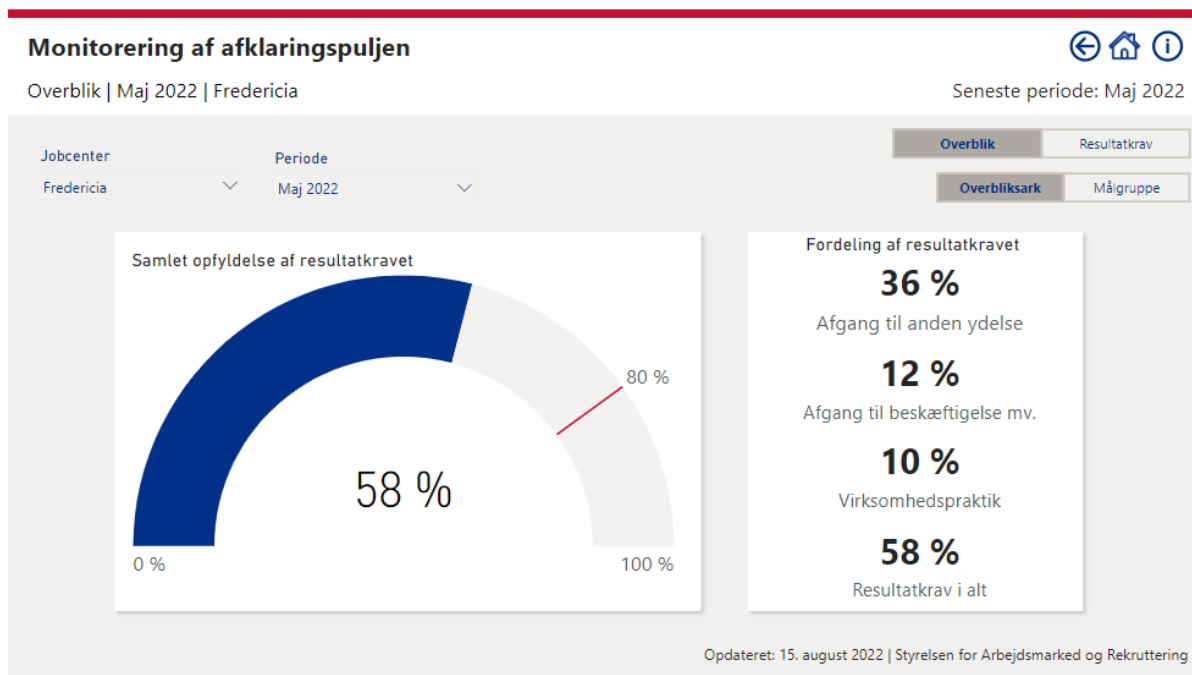 Monitorering af afklaringspuljen
Overblik | Maj 2022 | Fredericia
Seneste periode: Maj 2022
Jobcenter
Fredericia
Periode
Maj 2022
Overblik
Resultatkrav
Overbliksark
Målgruppe
Samlet opfyldelse af resultatkravet
80 %
58 %
0 %
100 %
Fordeling af resultatkravet
36 %
Afgang til anden ydelse
12 %
Afgang til beskæftigelse mv.
10 %
Virksomhedspraktik
58 %
Resultatkrav i alt
Opdateret: 15. august 2022 | Styrelsen for Arbejdsmarked og Rekruttering